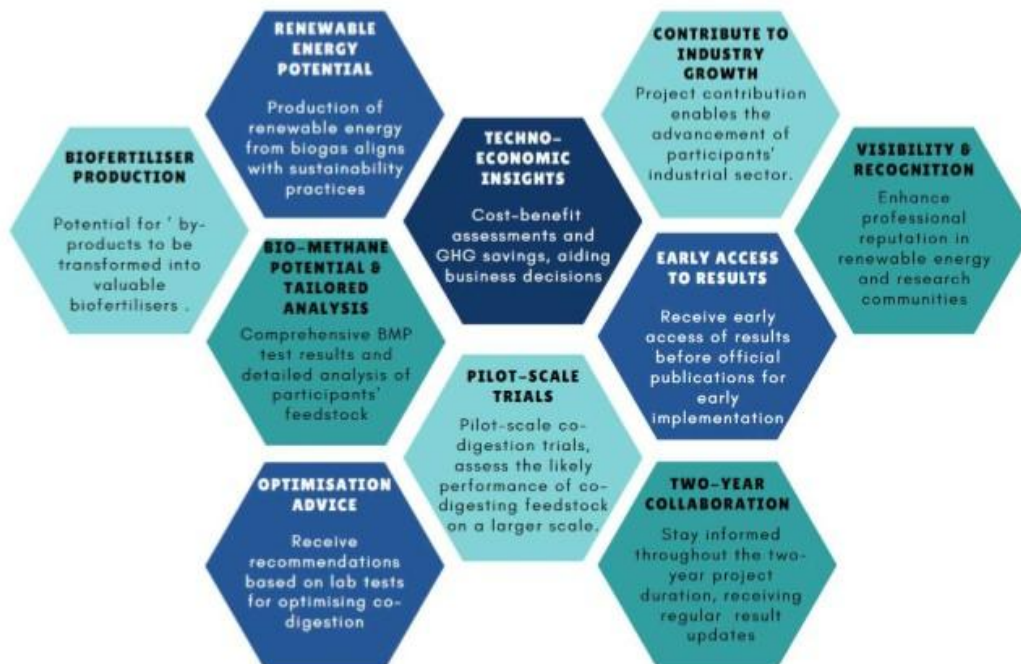 RENEWABLE
ENERGY
POTENTIAL
Production of
renewable energy
from biogas aligns
with sustainability
practices
CONTRIBUTE TO
INDUSTRY
GROWTH
Project contribution
enables the
advancement of
participants'
industrial sector.
BIOFERTILISER
PRODUCTION
Potential for ' by-
products to be
transformed into
valuable
biofertilisers .
TECHNO-
ECONOMIC
INSIGHTS
Cost-benefit
assessments and
GHG savings, aiding
business decisions
VISIBILITY &
RECOGNITION
Enhance
professional
reputation in
renewable energy
and research
communities
BIO-METHANE
POTENTIAL &
TAILORED
ANALYSIS
Comprehensive BMP
test results and
detailed analysis of
participants'
feedstock
EARLY ACCESS
TO RESULTS
Receive early
access of results
before official
publications for
early
implementation
PILOT-SCALE
TRIALS
Pilot-scale co-
digestion trials,
assess the likely
performance of co-
digesting feedstock
on a larger scale.
OPTIMISATION
ADVICE
Receive
recommendations
based on lab tests
for optimising co-
digestion
TWO-YEAR
COLLABORATION
Stay informed
throughout the two-
year project
duration, receiving
regular result
updates